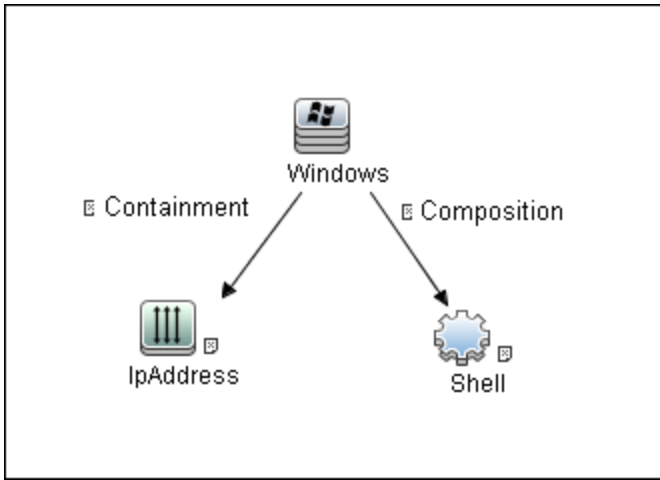 Windows
Containment
Composition
IpAddress
Shell